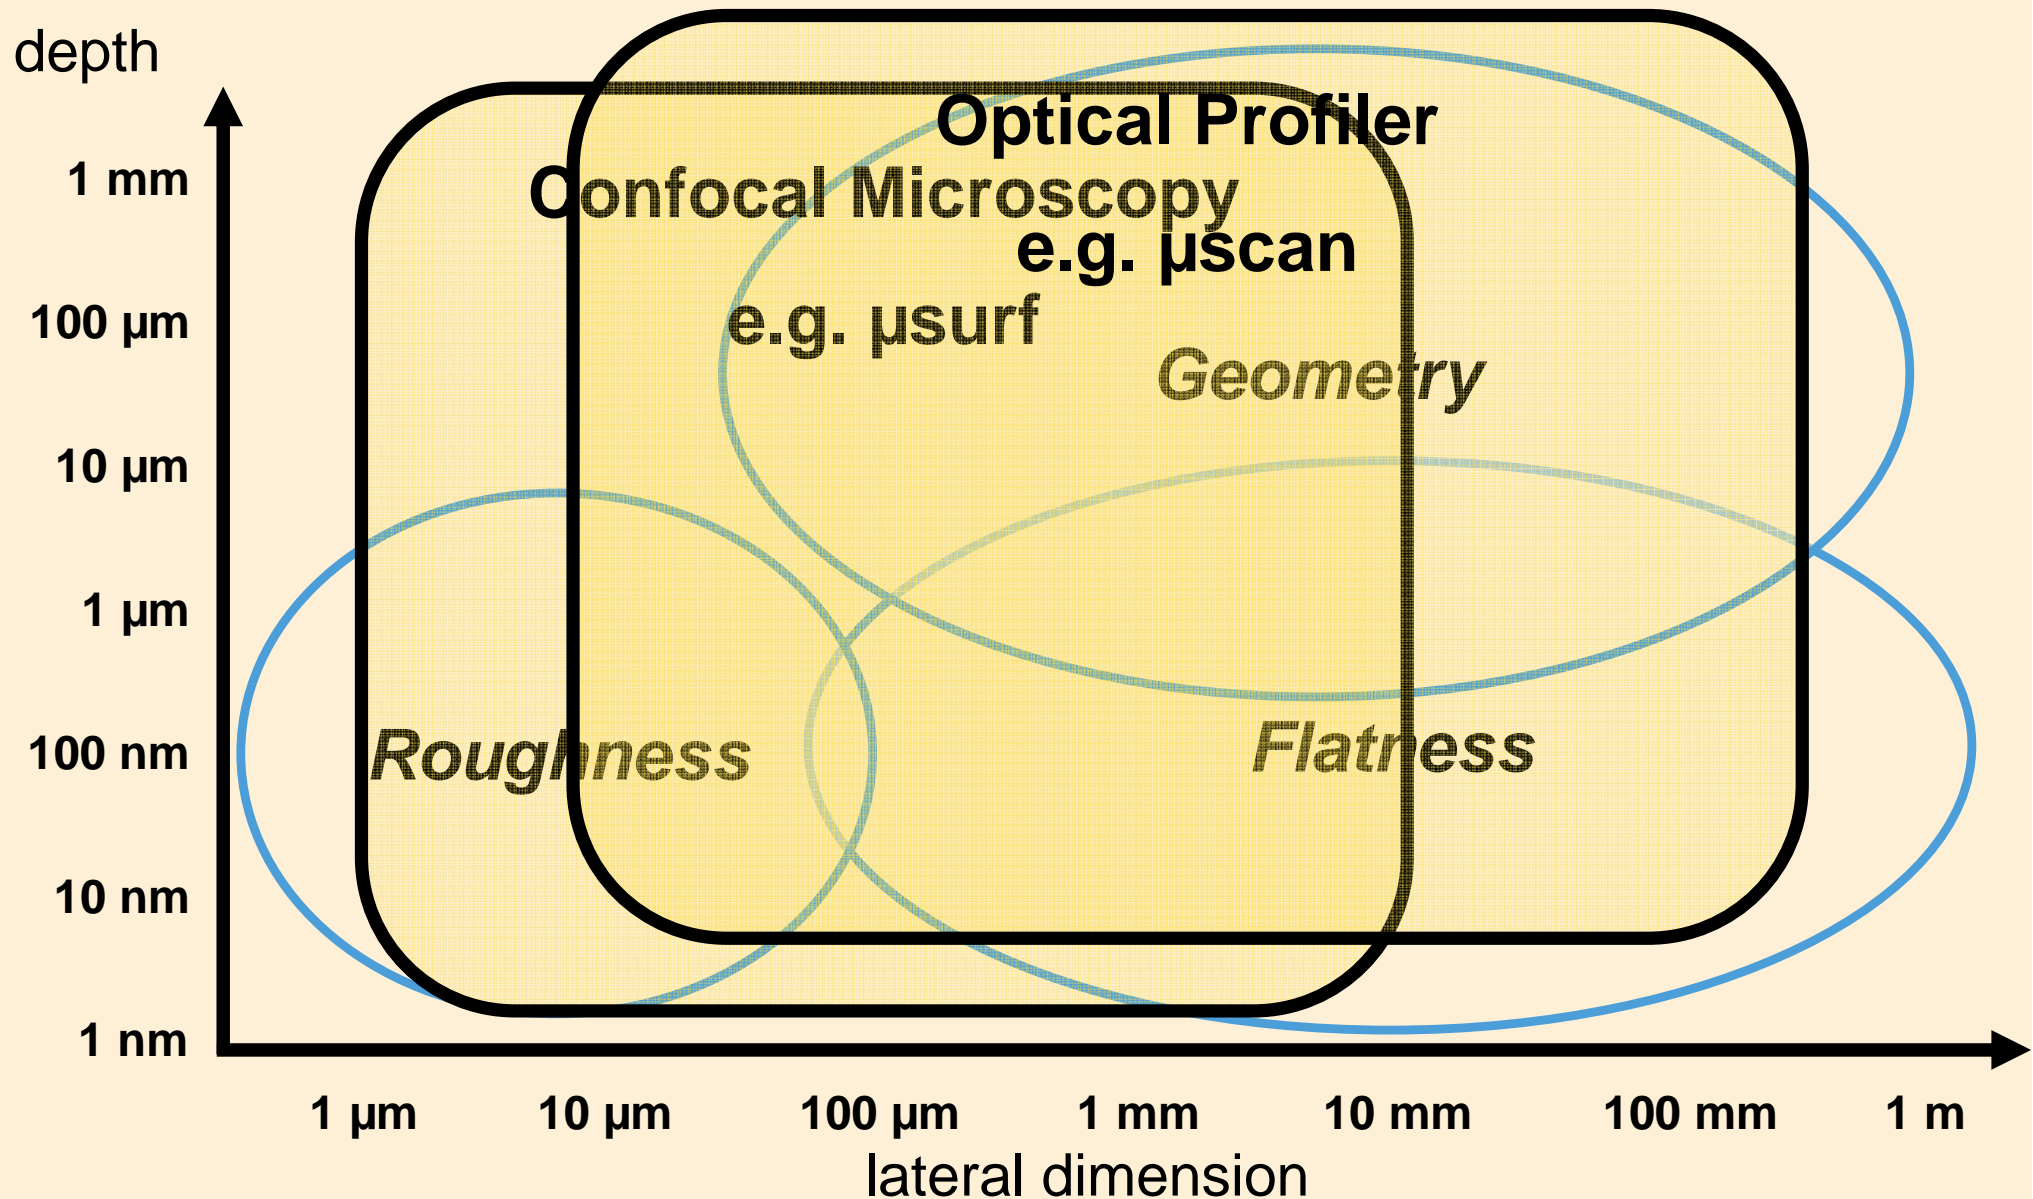 depth
Optical Profiler
1 mm
Confocal Microscopy
e.g. µscan
100 µm
e.g. µsurf
Geometry
10 µm
1 µm
100 nm
Roughness
Flatness
10 nm
1 nm
1 µm
10 µm
100 µm
1 mm
10 mm
100 mm
1 m
lateral dimension